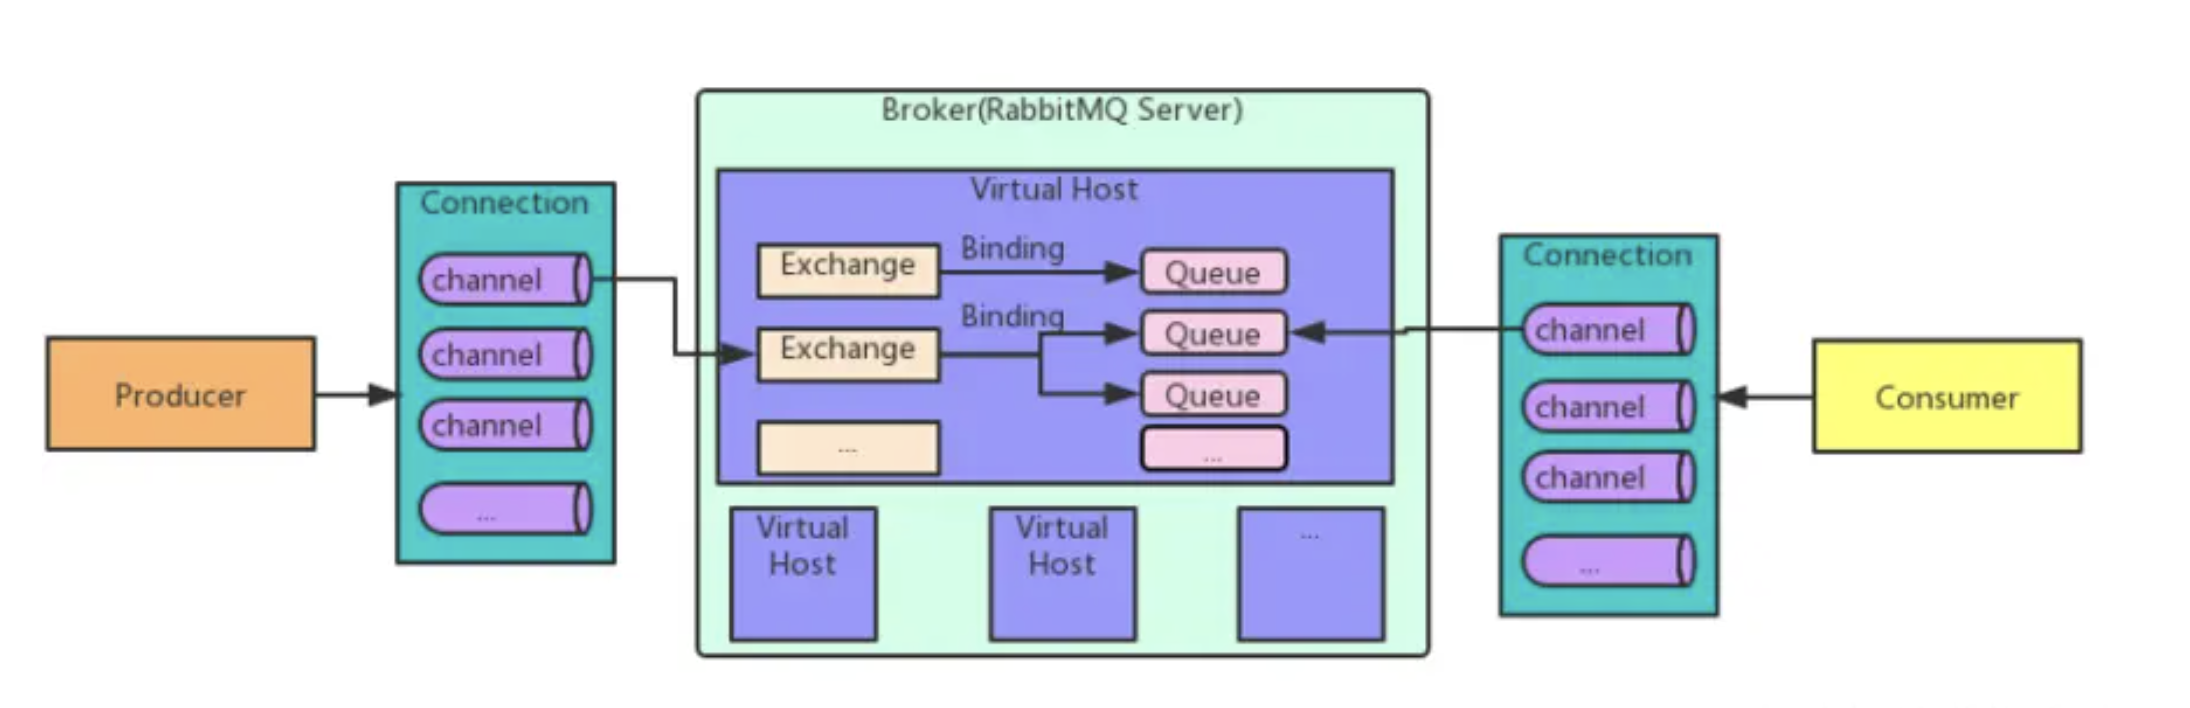 Broker(RabbitMQ Server)
Virtual Host
Connection
channel
channel
channel
...
Producer
Exchange
Binding
Queue
Exchange
Binding
Queue
Queue
...
...
Virtual
Host
Virtual
Host
...
Connection
channel
channel
channel
...
Consumer